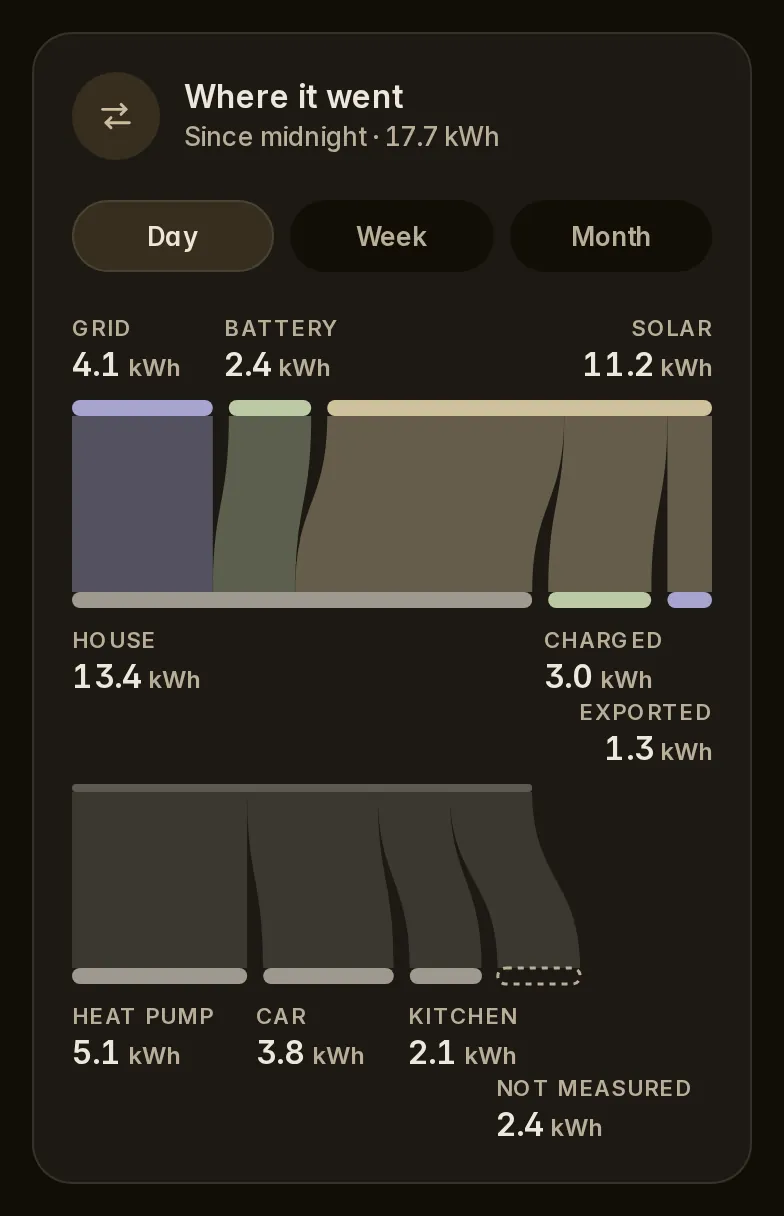 Where it went
Since midnight · 17.7 kWh
Day Week Month
GRID BATTERY SOLAR
4.1 kWh 2.4 kWh 11.2 kWh
HOUSE CHARGED
13.4 kWh 3.0 kWh
EXPORTED
1.3 kWh
HEAT PUMP CAR KITCHEN
5.1 kWh 3.8 kWh 2.1 kWh
NOT MEASURED
2.4 kWh